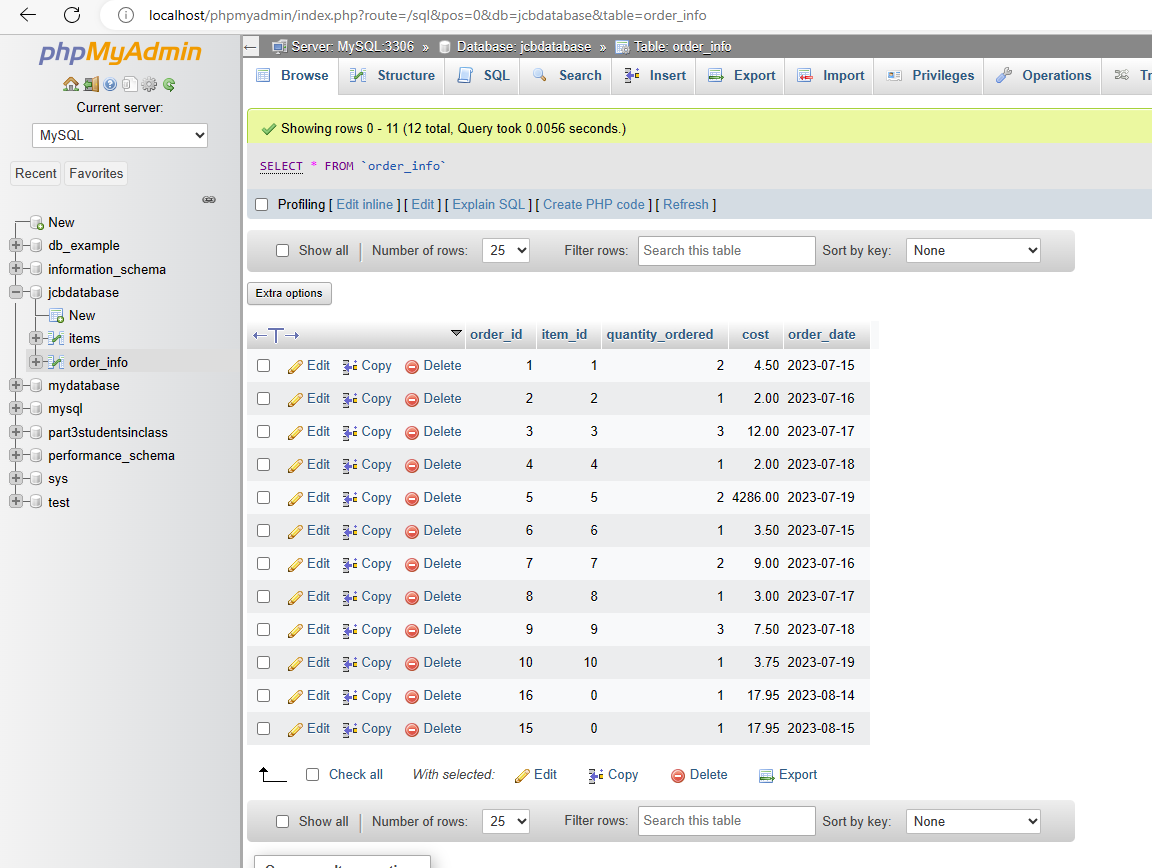 localhost/phpmyadmin/index.php?route=/sql&pos=0&db=jcbdatabase&table=order_info
phpMyAdmin
Current server:
MySQL
Recent Favorites
New
db_example
information_schema
jcbdatabase
New
items
order_info
mydatabase
mysql
part3studentsinclass
performance_schema
sys
test
Server: MySQL:3306 » Database: jcbdatabase » Table: order_info
Browse Structure SQL Search Insert Export Import Privileges Operations Tr
Showing rows 0 - 11 (12 total, Query took 0.0056 seconds.)
SELECT * FROM `order_info`
Profiling [ Edit inline ] [ Edit ] [ Explain SQL ] [ Create PHP code ] [ Refresh ]
Show all | Number of rows: 25 Filter rows: Search this table Sort by key: None
Extra options
←T→ order_id item_id quantity_ordered cost order_date
Edit Copy Delete 1 1 2 4.50 2023-07-15
Edit Copy Delete 2 2 1 2.00 2023-07-16
Edit Copy Delete 3 3 3 12.00 2023-07-17
Edit Copy Delete 4 4 1 2.00 2023-07-18
Edit Copy Delete 5 5 2 4286.00 2023-07-19
Edit Copy Delete 6 6 1 3.50 2023-07-15
Edit Copy Delete 7 7 2 9.00 2023-07-16
Edit Copy Delete 8 8 1 3.00 2023-07-17
Edit Copy Delete 9 9 3 7.50 2023-07-18
Edit Copy Delete 10 10 1 3.75 2023-07-19
Edit Copy Delete 16 0 1 17.95 2023-08-14
Edit Copy Delete 15 0 1 17.95 2023-08-15
Check all With selected: Edit Copy Delete Export
Show all | Number of rows: 25 Filter rows: Search this table Sort by key: None